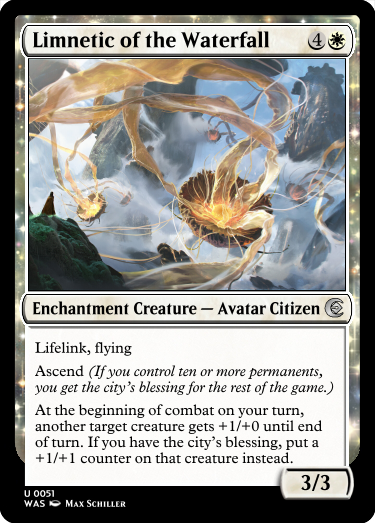 Limnetic of the Waterfall 4
Enchantment Creature — Avatar Citizen
Lifelink, flying
Ascend (If you control ten or more permanents,
you get the city's blessing for the rest of the game.)
At the beginning of combat on your turn,
another target creature gets +1/+0 until end
of turn. If you have the city's blessing, put a
+1/+1 counter on that creature instead.
3/3
U 0051
WAS Max Schiller